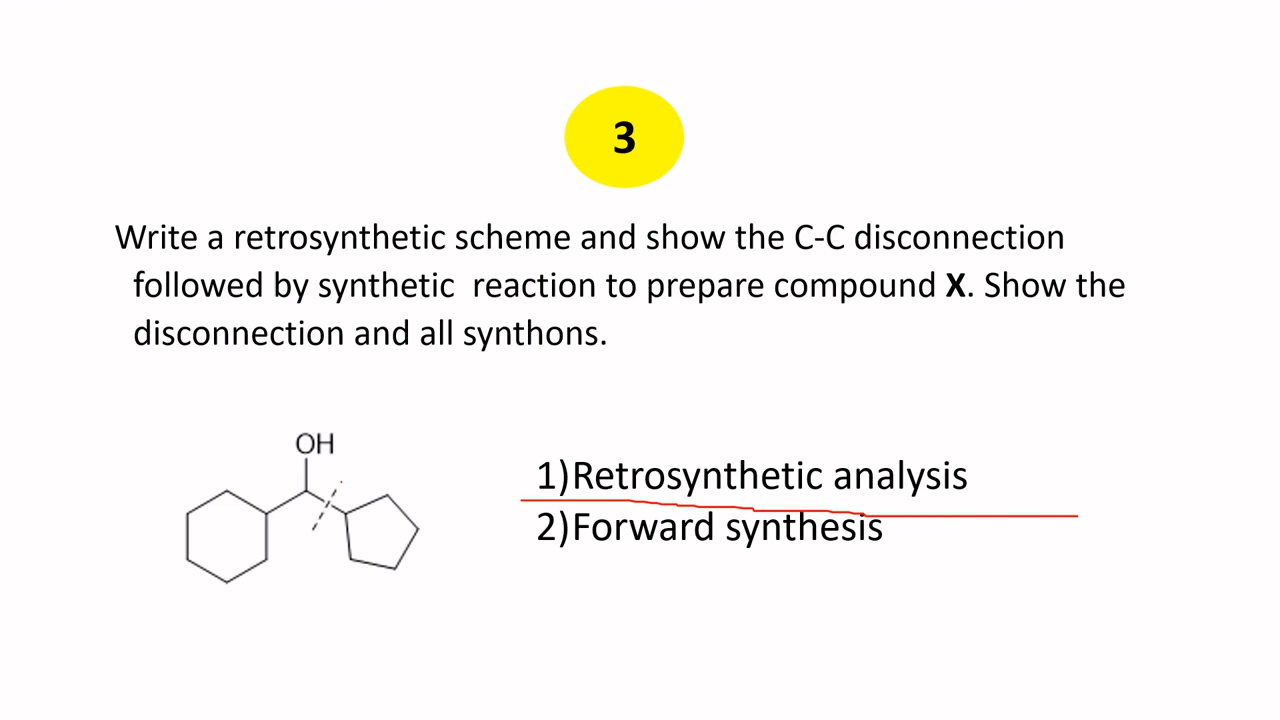 3
Write a retrosynthetic scheme and show the C-C disconnection
followed by synthetic  reaction to prepare compound X. Show the
disconnection and all synthons.
OH
1)Retrosynthetic analysis
2)Forward synthesis